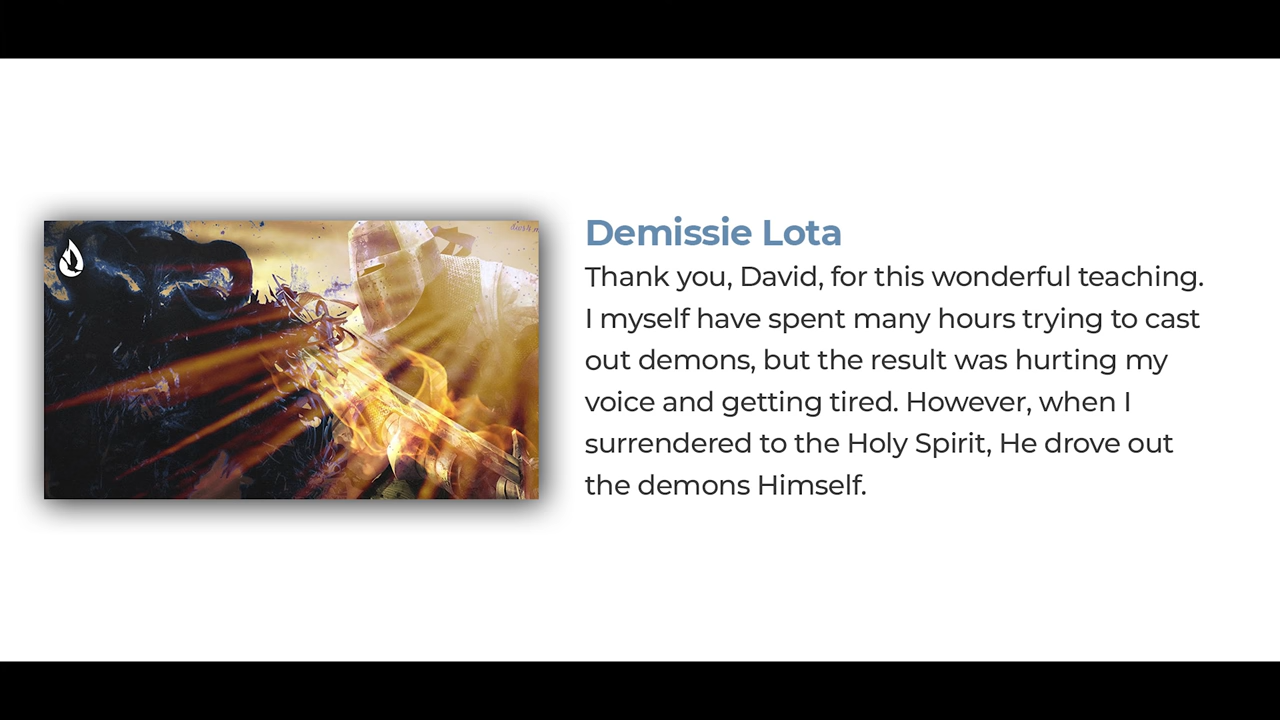 Demissie Lota
Thank you, David, for this wonderful teaching.
I myself have spent many hours trying to cast
out demons, but the result was hurting my
voice and getting tired. However, when I
surrendered to the Holy Spirit, He drove out
the demons Himself.